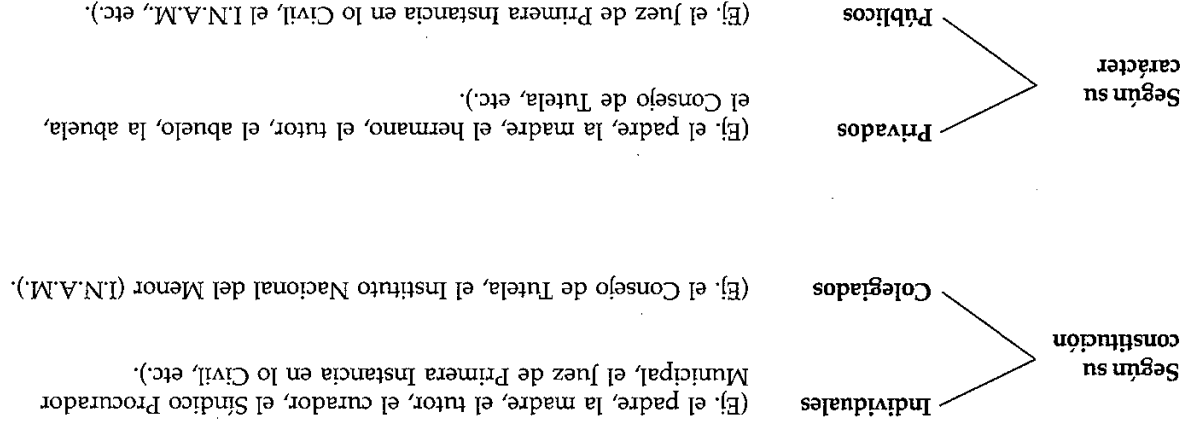 Según su
constitución
Individuales
(Ej. el padre, la madre, el tutor, el curador, el Síndico Procurador
Municipal, el Juez de Primera Instancia en lo Civil, etc.).
Colegiados
(Ej. el Consejo de Tutela, el Instituto Nacional del Menor (I.N.A.M.).
Según su
carácter
Privados
(Ej. el padre, la madre, el hermano, el tutor, el abuelo, la abuela,
el Consejo de Tutela, etc.).
Públicos
(Ej. el Juez de Primera Instancia en lo Civil, el I.N.A.M., etc.).